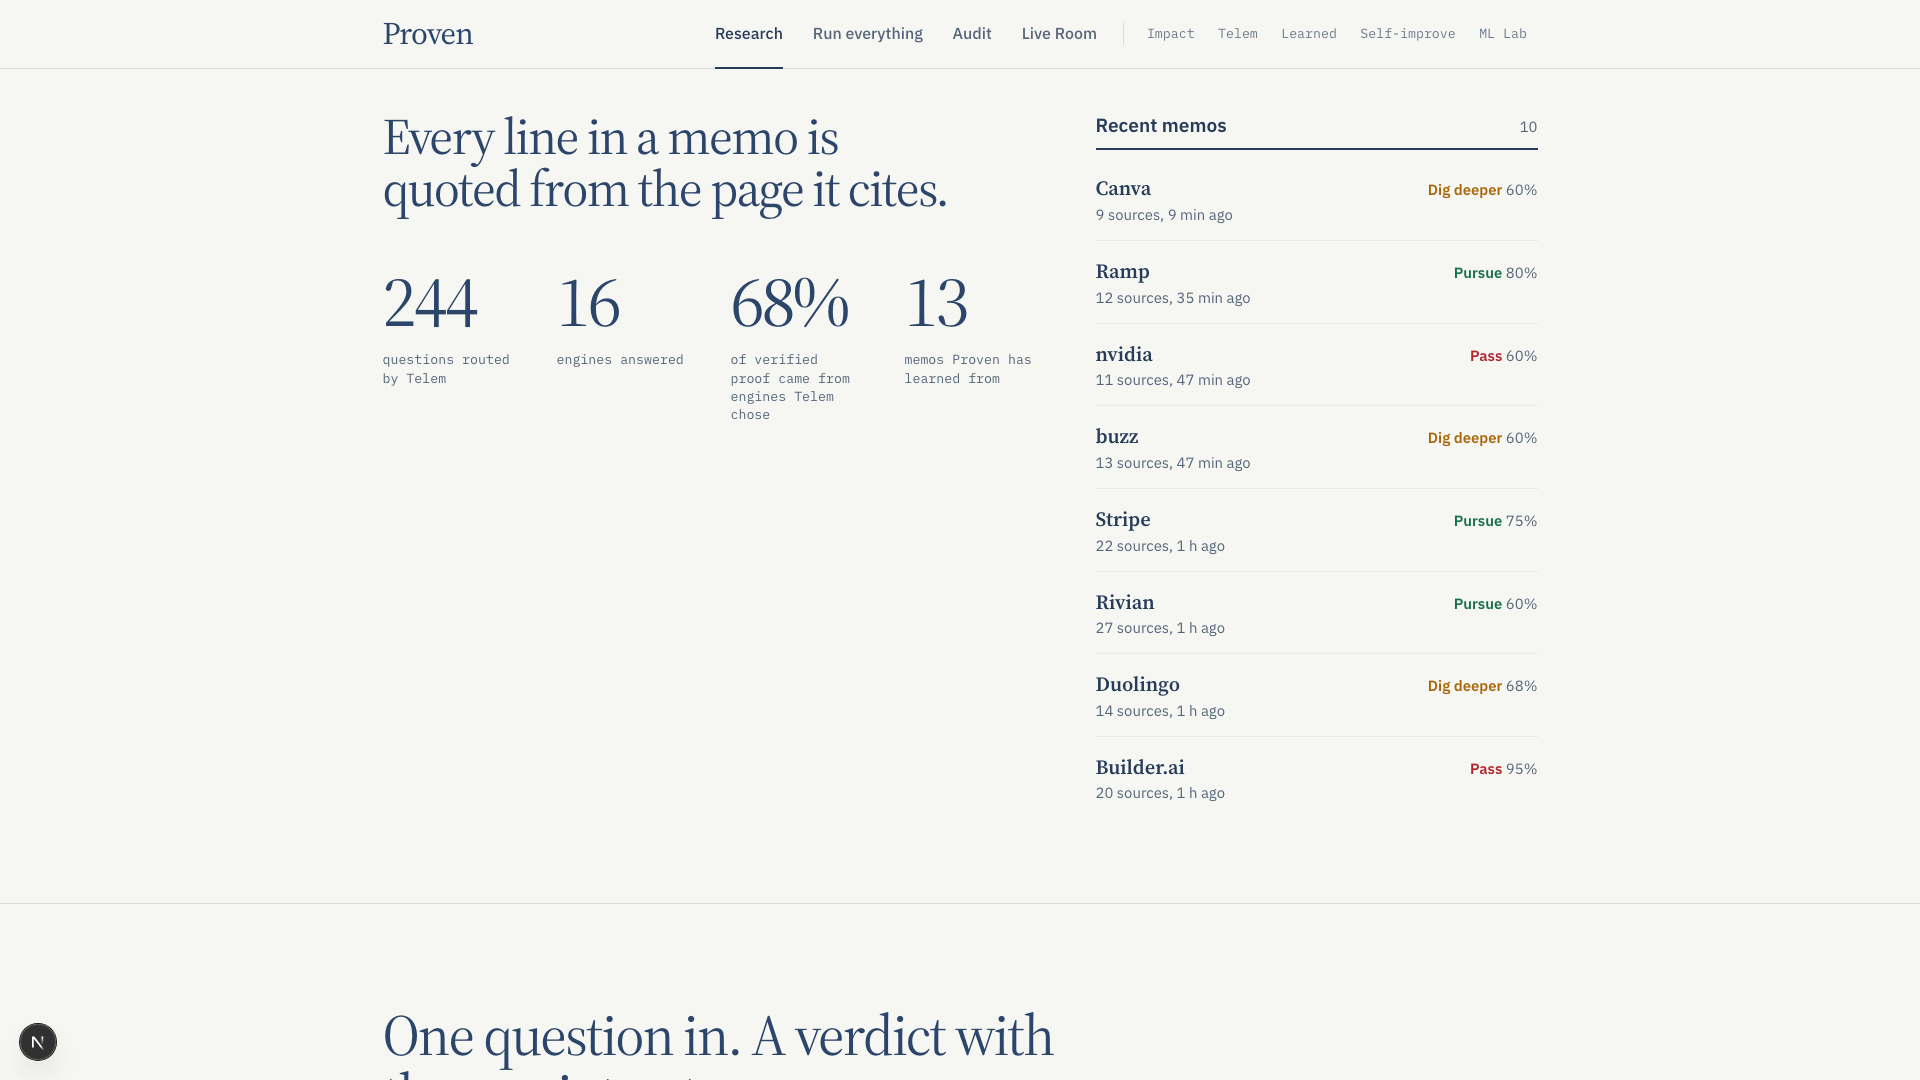 Proven
Research
Run everything
Audit
Live Room
Impact
Telem
Learned
Self-improve
ML Lab
Every line in a memo is
quoted from the page it cites.
244
questions routed
by Telem
16
engines answered
68%
of verified
proof came from
engines Telem
chose
13
memos Proven has
learned from
Recent memos 10
Canva Dig deeper 60%
9 sources, 9 min ago
Ramp Pursue 80%
12 sources, 35 min ago
nvidia Pass 60%
11 sources, 47 min ago
buzz Dig deeper 60%
13 sources, 47 min ago
Stripe Pursue 75%
22 sources, 1 h ago
Rivian Pursue 60%
27 sources, 1 h ago
Duolingo Dig deeper 68%
14 sources, 1 h ago
Builder.ai Pass 95%
20 sources, 1 h ago
One question in. A verdict with
N